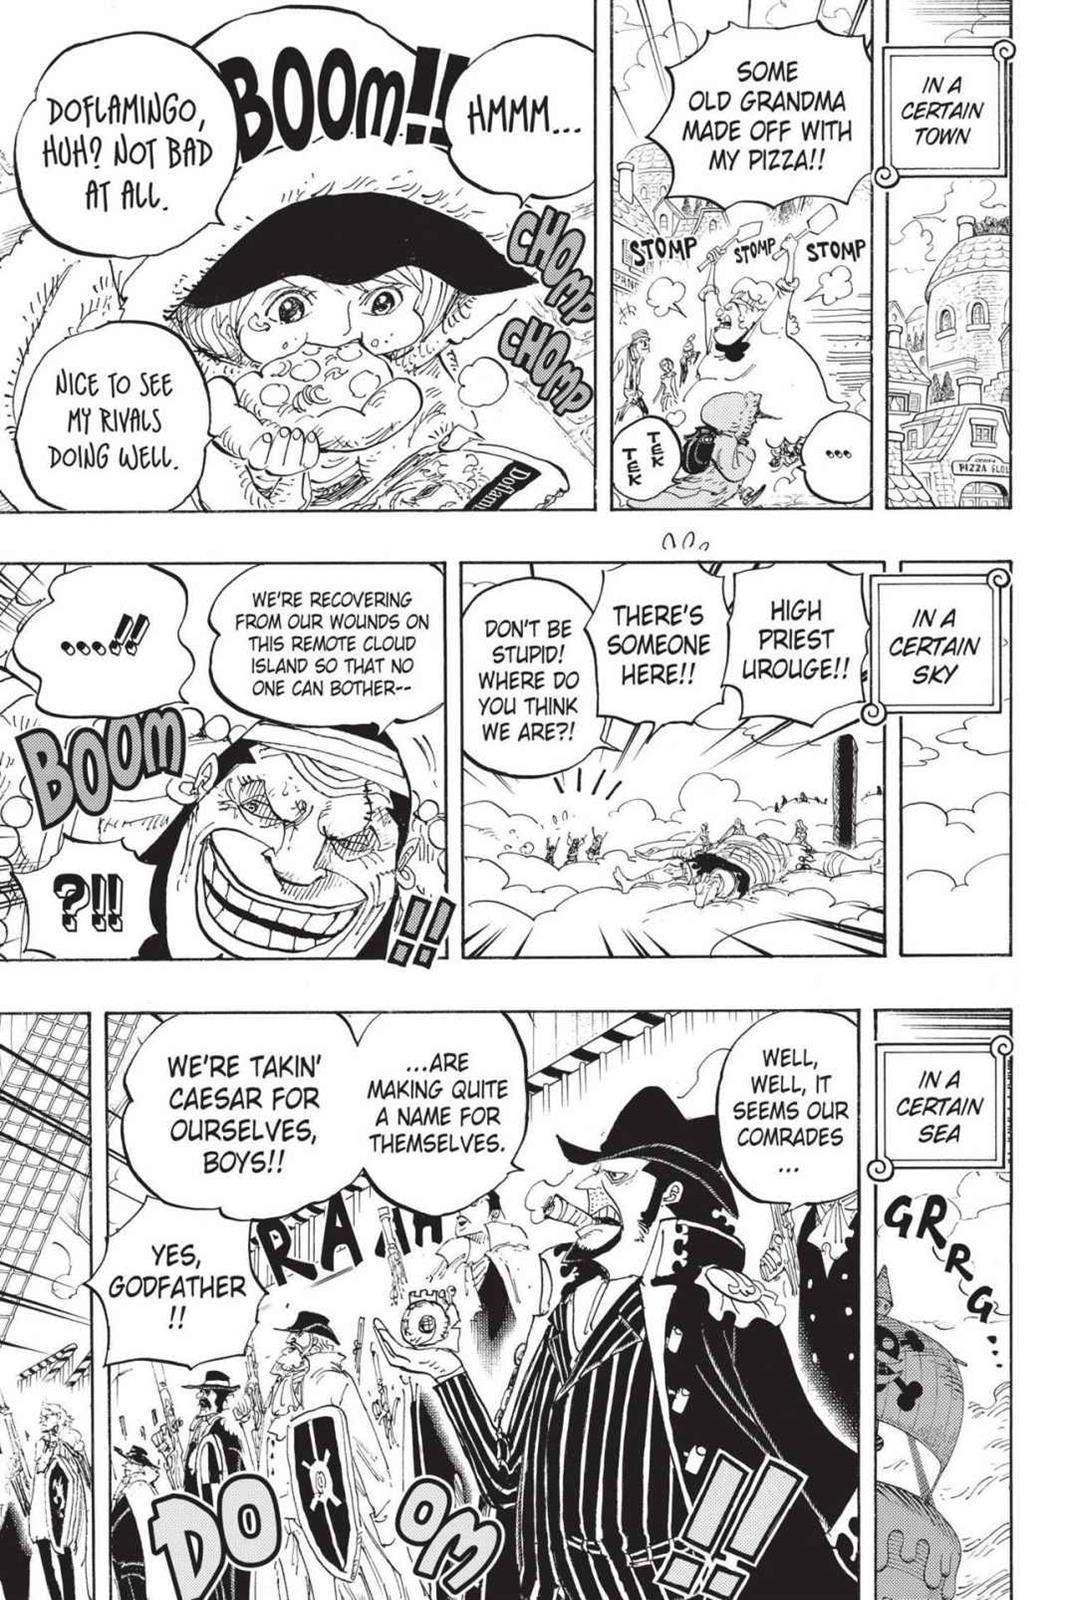 IN A
CERTAIN
TOWN
SOME
OLD GRANDMA
MADE OFF WITH
MY PIZZA!!
STOMP
STOMP
STOMP
TEK
TEK
...
PIZZA
HMMM...
BOOM!!
DOFLAMINGO,
HUH? NOT BAD
AT ALL.
CHOMP
CHOMP
NICE TO SEE
MY RIVALS
DOING WELL.
IN A
CERTAIN
SKY
HIGH
PRIEST
UROUGE!!
THERE'S
SOMEONE
HERE!!
DON'T BE
STUPID!
WHERE DO
YOU THINK
WE ARE?!
WE'RE RECOVERING
FROM OUR WOUNDS ON
THIS REMOTE CLOUD
ISLAND SO THAT NO
ONE CAN BOTHER--
...!!
BOOM
?!!
!!
IN A
CERTAIN
SEA
GRRG...
WELL,
WELL, IT
SEEMS OUR
COMRADES
...
...ARE
MAKING QUITE
A NAME FOR
THEMSELVES.
WE'RE TAKIN'
CAESAR FOR
OURSELVES,
BOYS!!
RAAHH
YES,
GODFATHER
!!
DOOM
!!